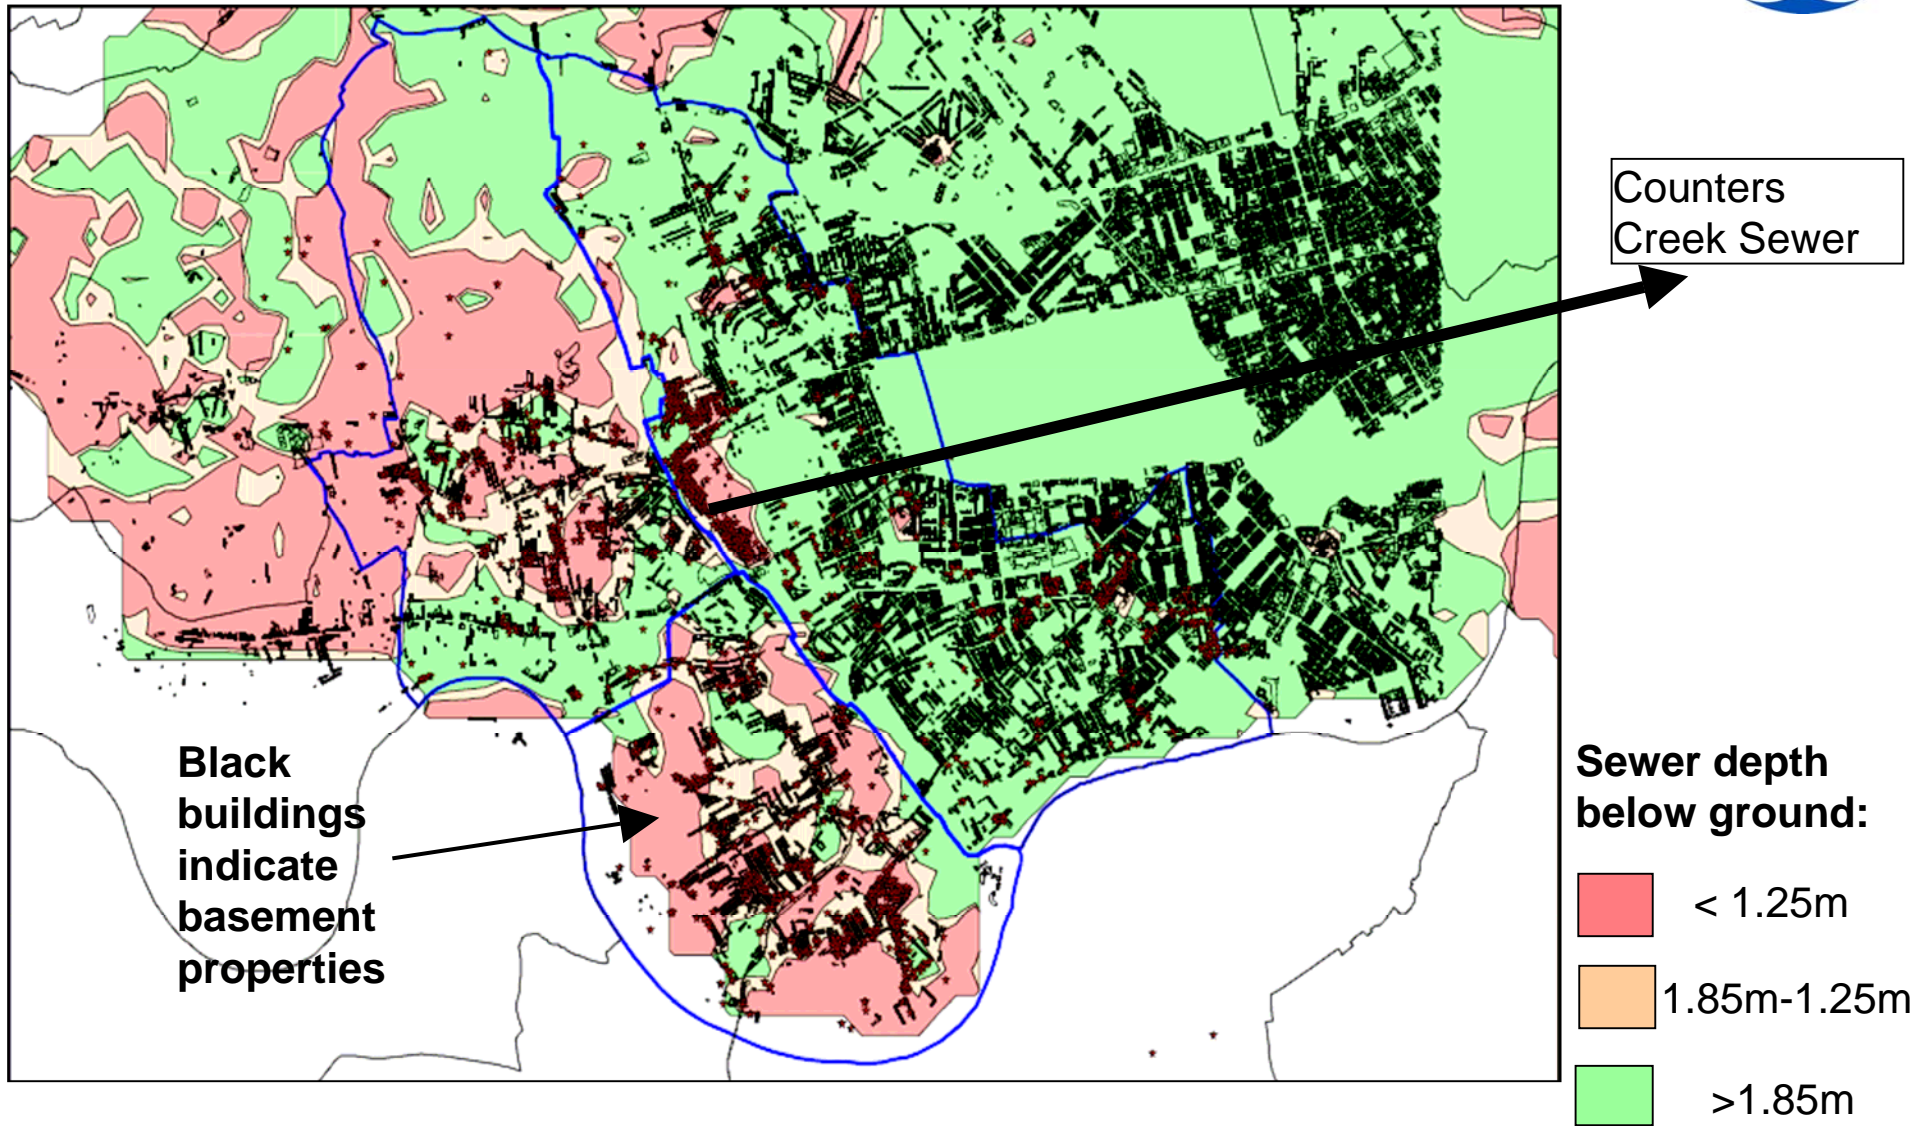 Counters
Creek Sewer
Black
buildings
indicate
basement
properties
Sewer depth
below ground:
< 1.25m
1.85m-1.25m
>1.85m